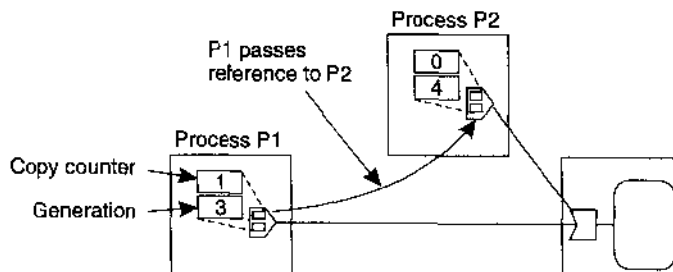 Process P2
P1 passes
reference to P2
0
4
Process P1
Copy counter
1
Generation
3